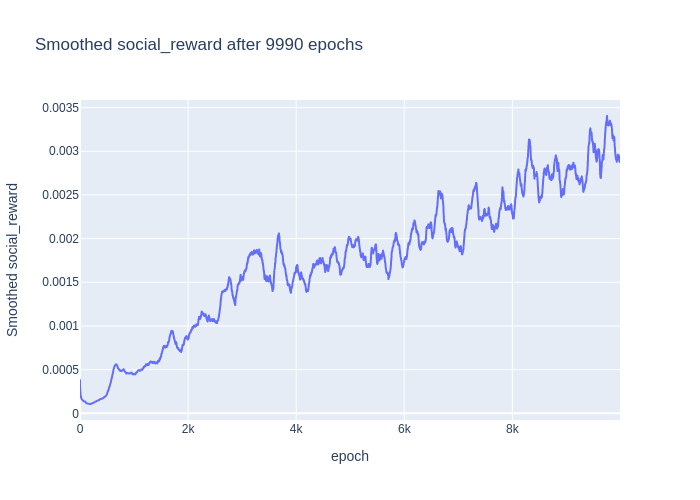 Smoothed social_reward after 9990 epochs
Smoothed social_reward
0.0035
0.003
0.0025
0.002
0.0015
0.001
0.0005
0
0 2k 4k 6k 8k
epoch